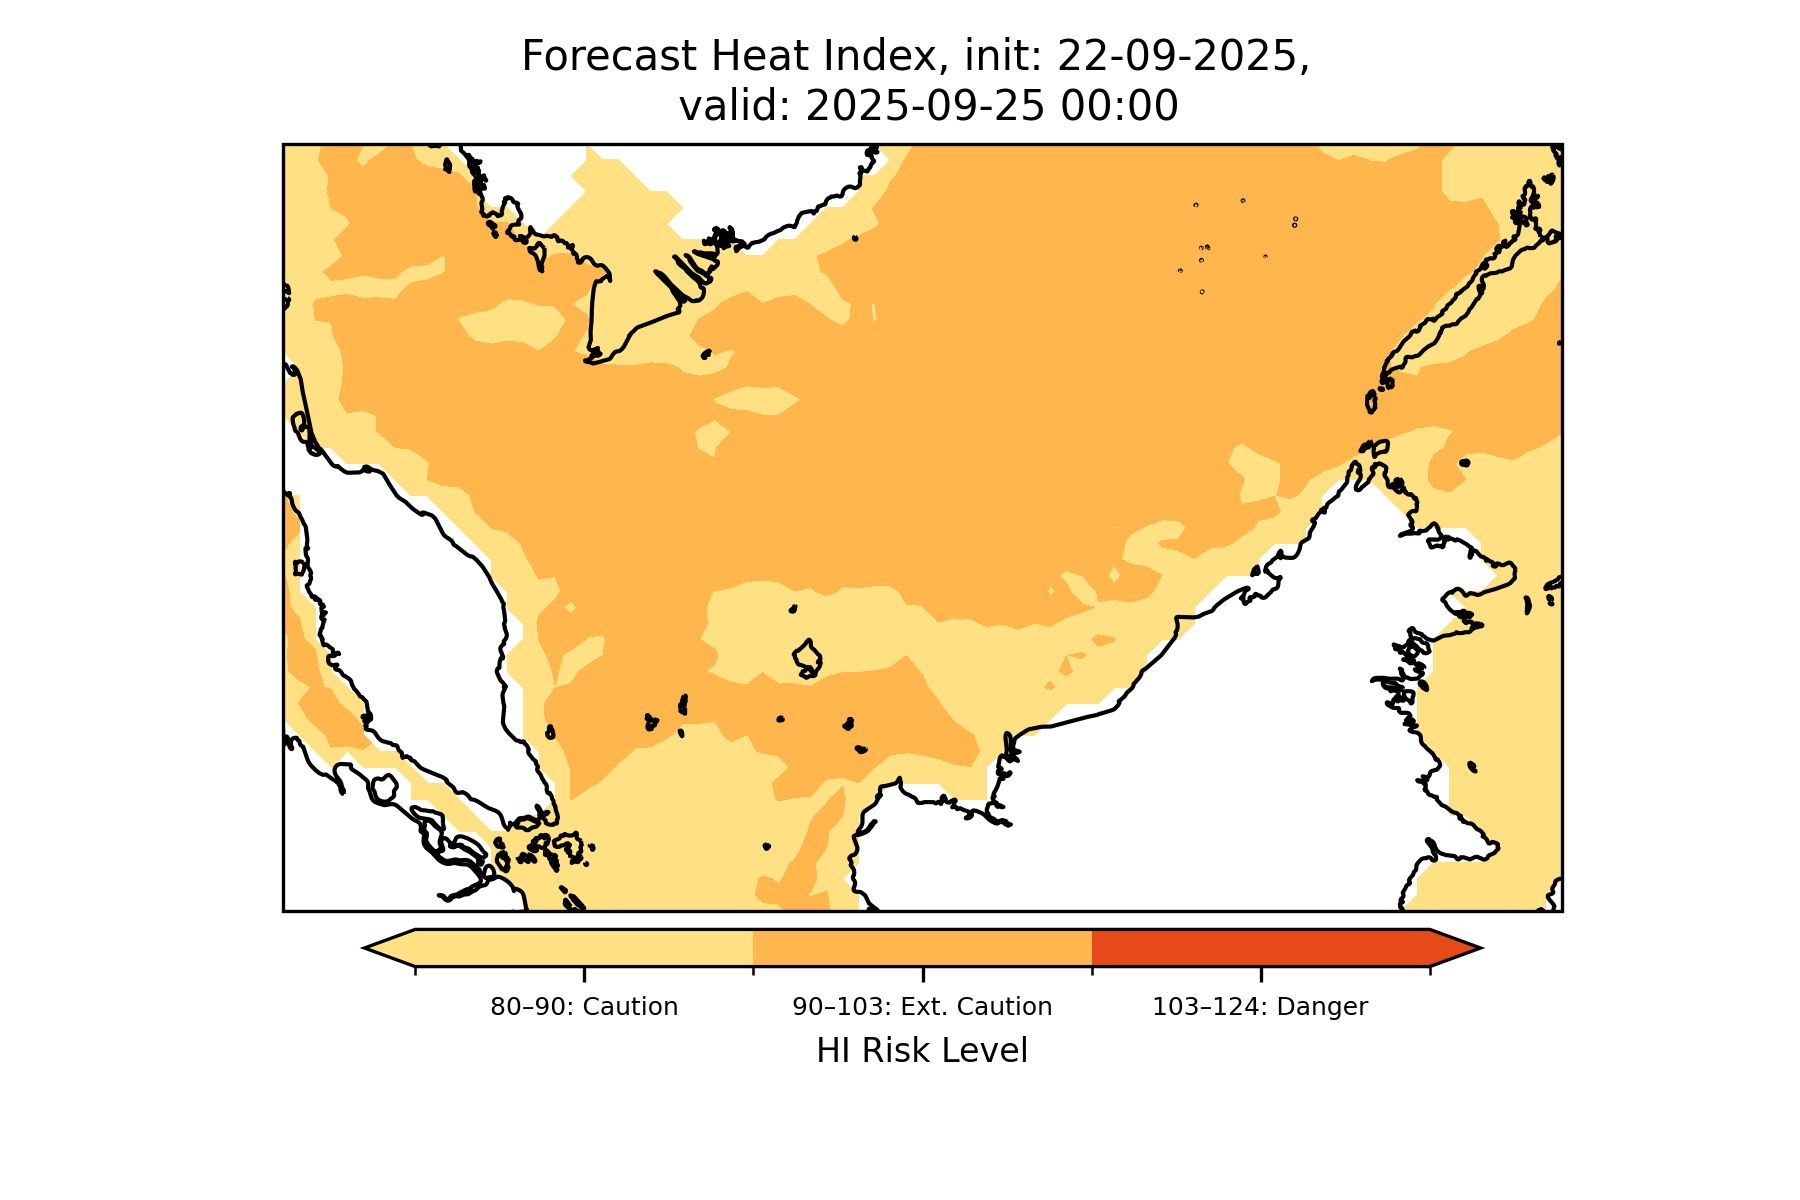 Forecast Heat Index, init: 22-09-2025,
valid: 2025-09-25 00:00
80–90: Caution
90–103: Ext. Caution
103–124: Danger
HI Risk Level